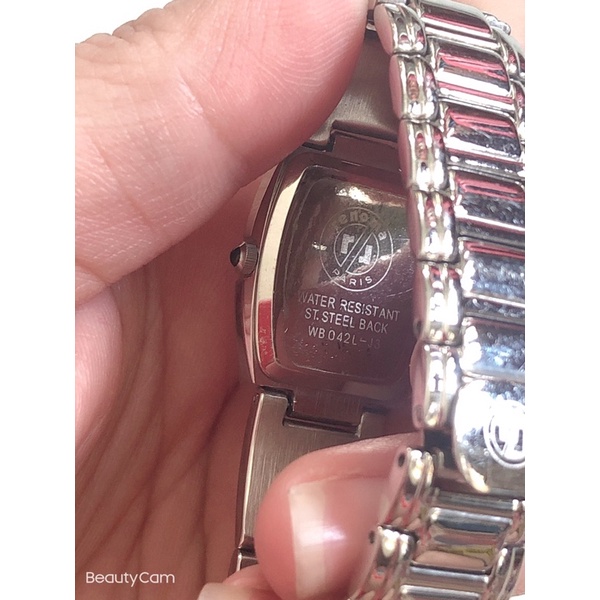 PARIS
WATER RESISTANT
ST. STEEL BACK
BeautyCam